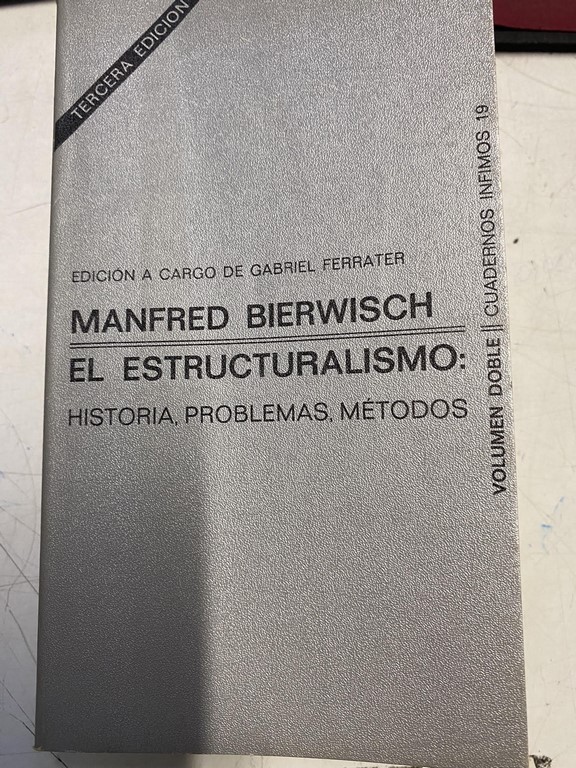 TERCERA EDICION
EDICIÓN A CARGO DE GABRIEL FERRATER
MANFRED BIERWISCH
EL ESTRUCTURALISMO:
HISTORIA, PROBLEMAS, MÉTODOS
VOLUMEN DOBLE || CUADERNOS INFIMOS 19